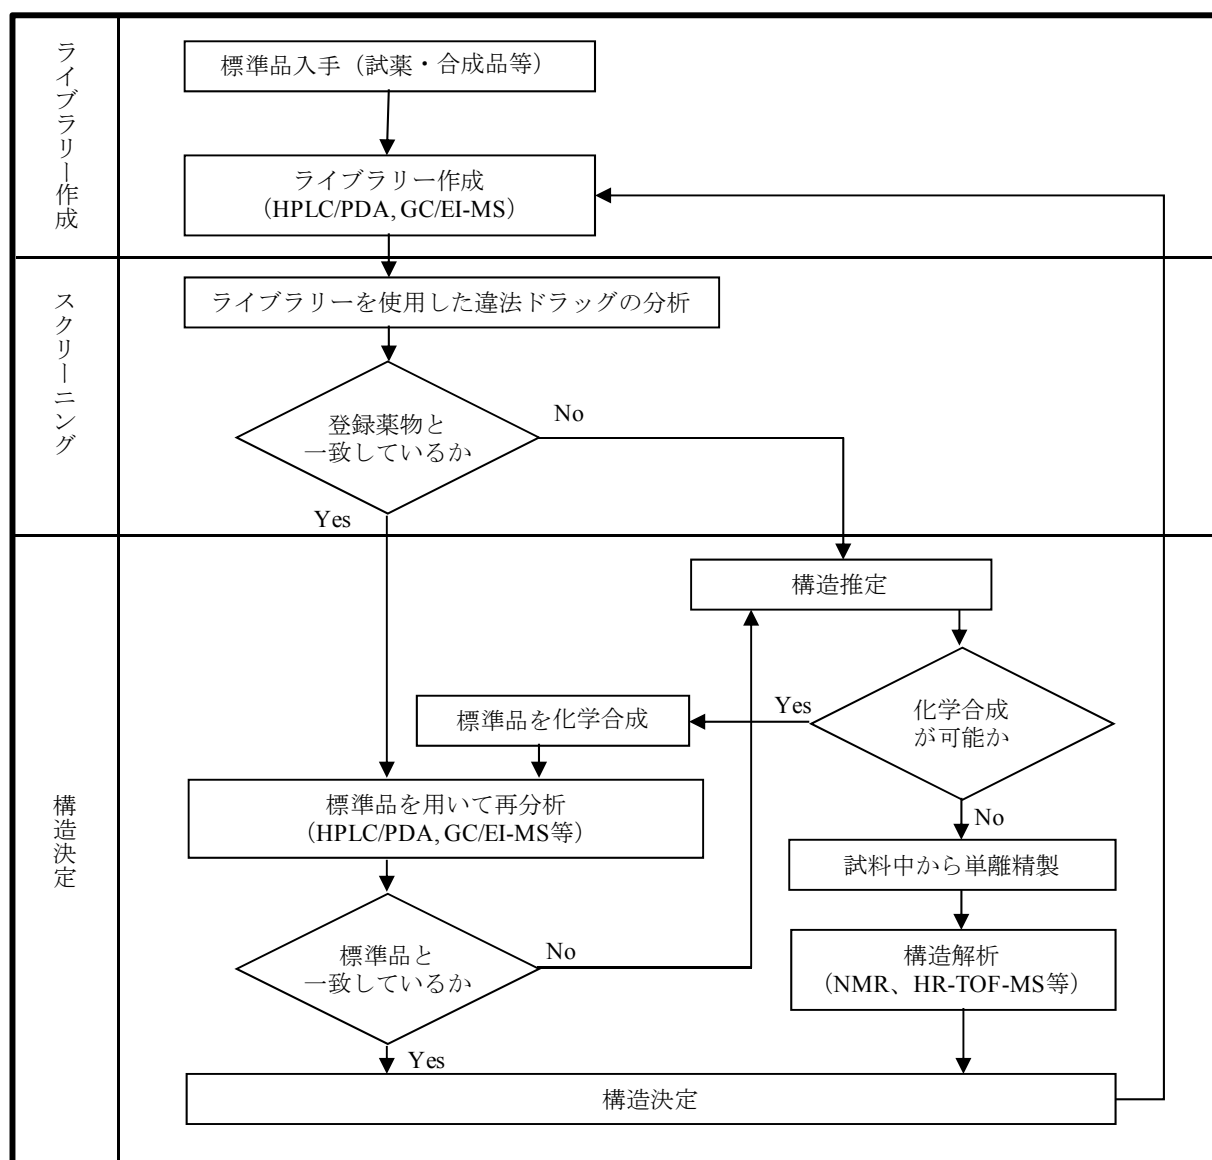 ライブラリー作成
標準品入手（試薬・合成品等）
ライブラリー作成
（HPLC/PDA, GC/EI-MS）
スクリーニング
ライブラリーを使用した違法ドラッグの分析
登録薬物と
一致しているか
No
Yes
構造決定
構造推定
化学合成
が可能か
Yes
標準品を化学合成
No
標準品を用いて再分析
（HPLC/PDA, GC/EI-MS等）
試料中から単離精製
標準品と
一致しているか
No
構造解析
（NMR、HR-TOF-MS等）
Yes
構造決定